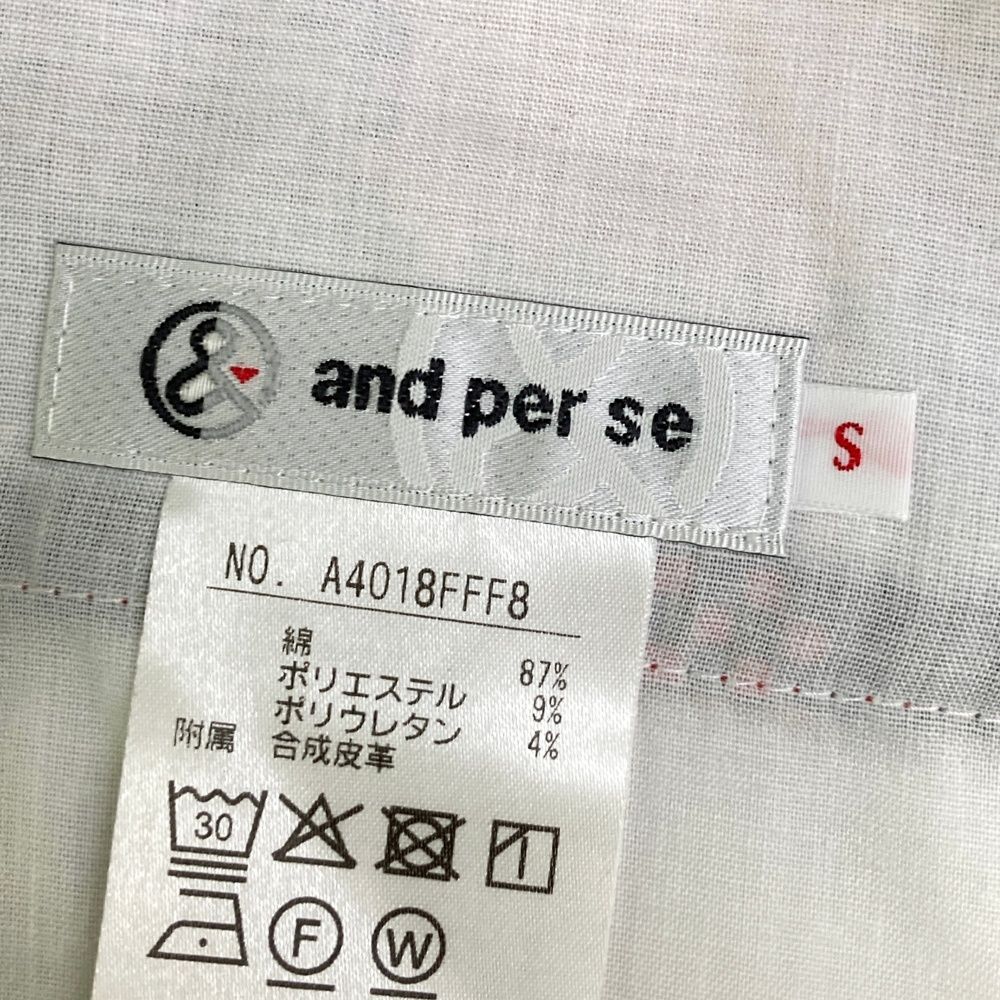 & and per se
S
NO. A4018FFF8
綿 87%
ポリエステル 9%
ポリウレタン 4%
附属 合成皮革
30
F W